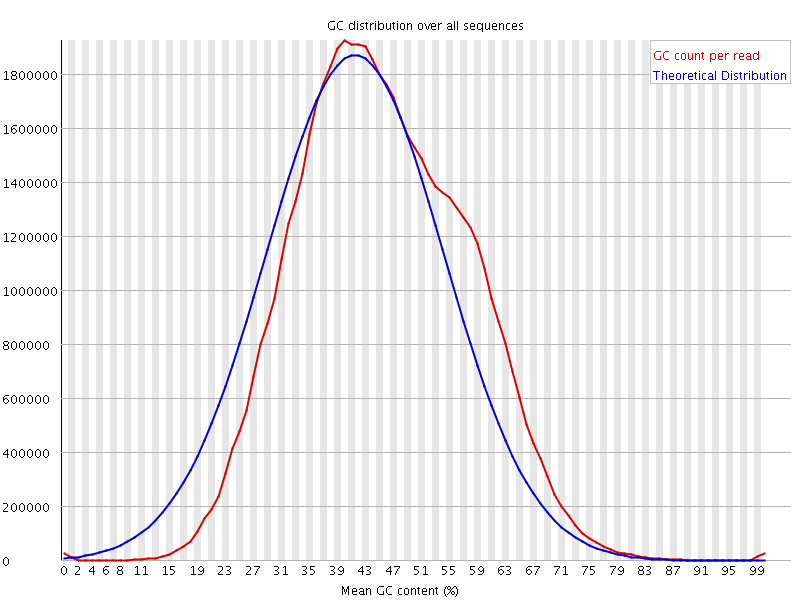 GC distribution over all sequences
GC count per read
Theoretical Distribution
1800000
1600000
1400000
1200000
1000000
800000
600000
400000
200000
0
0 2 4 6 8 11 15 19 23 27 31 35 39 43 47 51 55 59 63 67 71 75 79 83 87 91 95 99
Mean GC content (%)